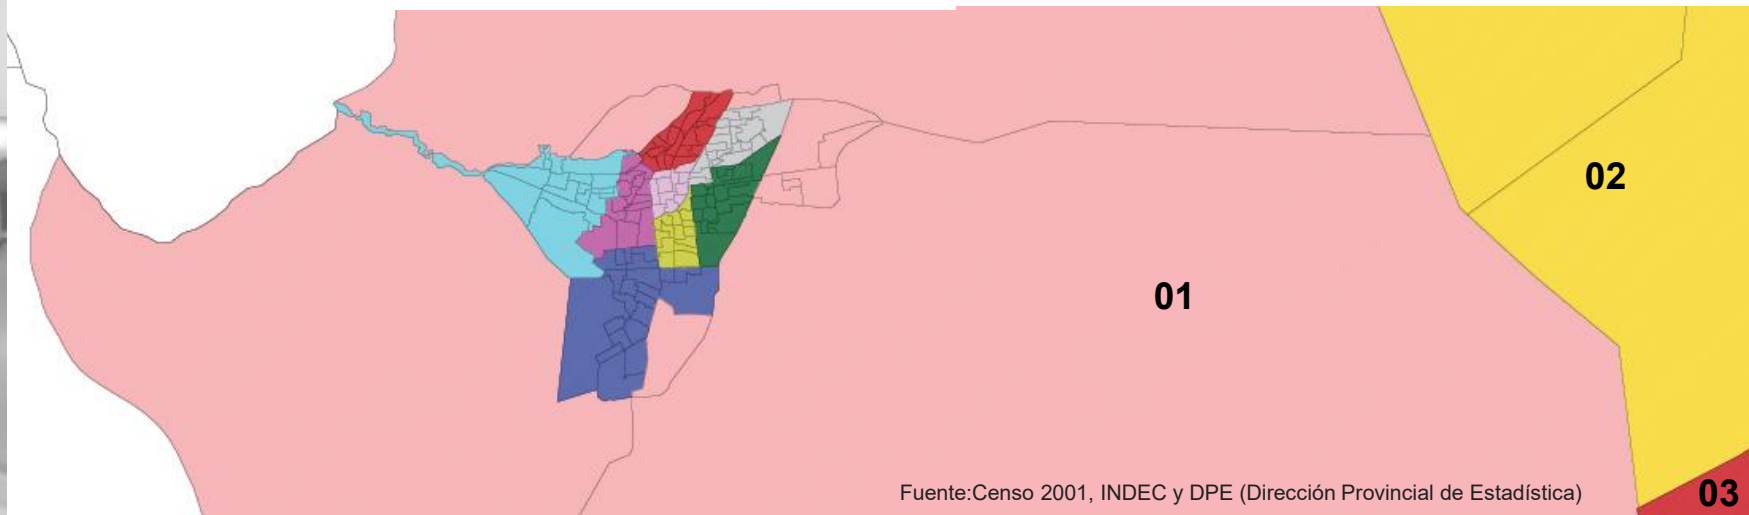 02
01
Fuente:Censo 2001, INDEC y DPE (Dirección Provincial de Estadística)
03